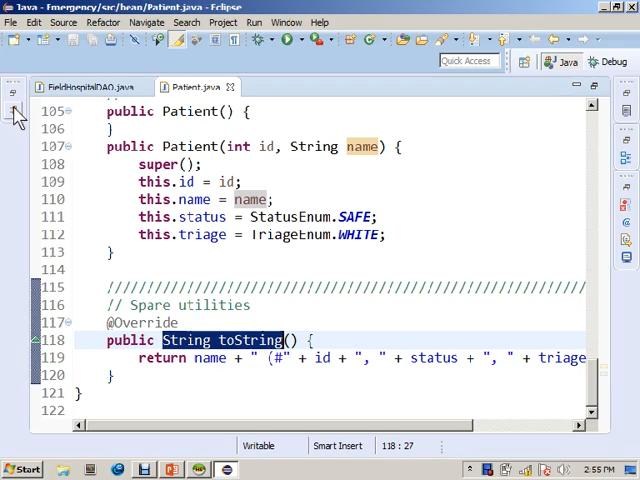 Java - Emergency/src/bean/Patient.java - Eclipse
File Edit Source Refactor Navigate Search Project Run Window Help
Quick Access
Java
Debug
FieldHospitalDAO.java
Patient.java
105 public Patient() {
106 }
107 public Patient(int id, String name) {
108 super();
109 this.id = id;
110 this.name = name;
111 this.status = StatusEnum.SAFE;
112 this.triage = TriageEnum.WHITE;
113 }
114
115 /////////////////////////////////////////////////////////////
116 // Spare utilities
117 @Override
118 public String toString() {
119 return name + " (#" + id + ", " + status + ", " + triage
120 }
121 }
122
Writable Smart Insert 118 : 27
Start
2:55 PM